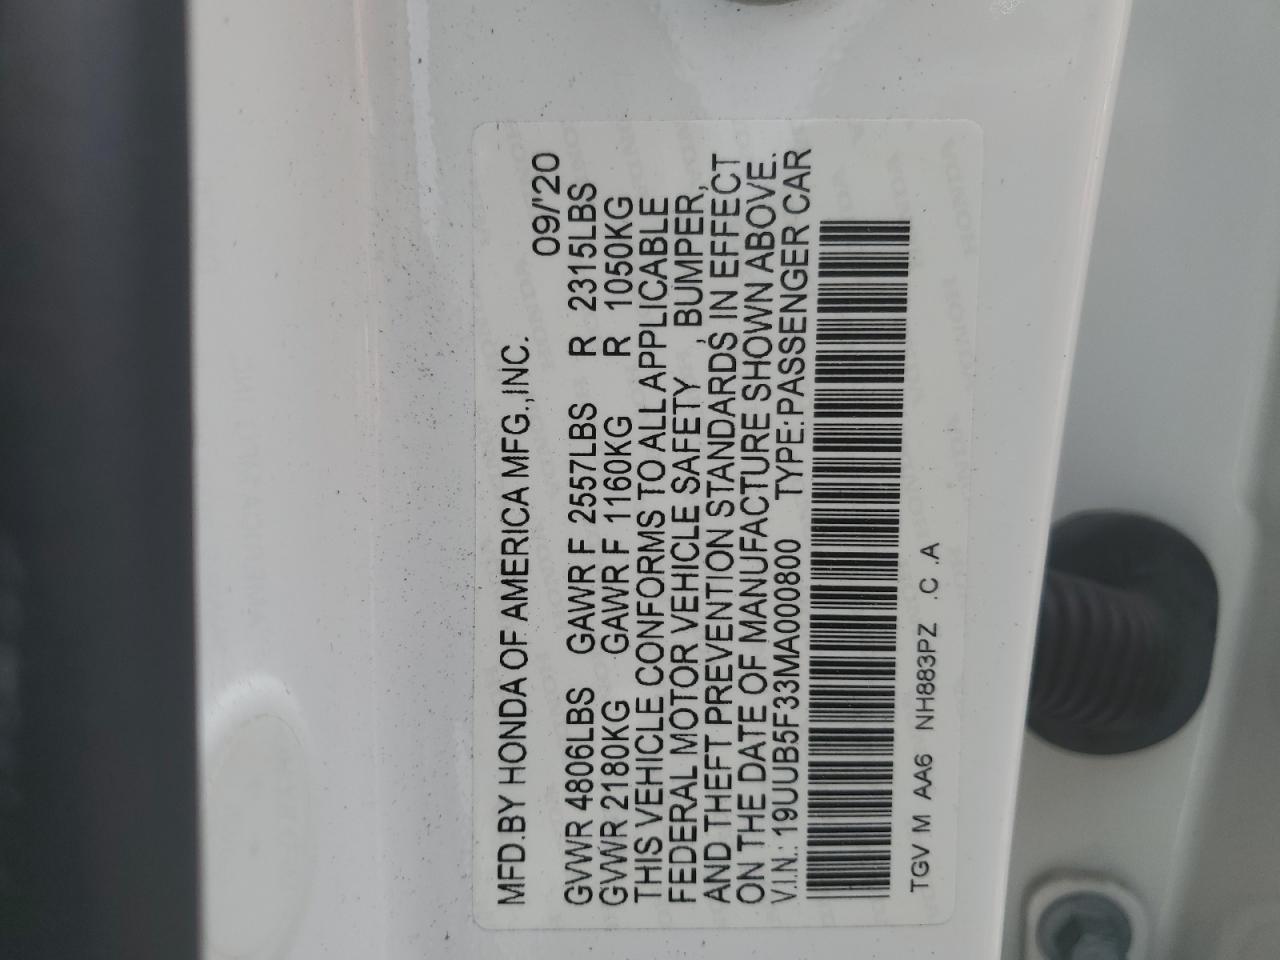 MFD.BY HONDA OF AMERICA MFG.,INC.
09/'20
GVWR 4806LBS GAWR F 2557LBS R 2315LBS
GVWR 2180KG GAWR F 1160KG R 1050KG
THIS VEHICLE CONFORMS TO ALL APPLICABLE
FEDERAL MOTOR VEHICLE SAFETY , BUMPER,
AND THEFT PREVENTION STANDARDS IN EFFECT
ON THE DATE OF MANUFACTURE SHOWN ABOVE.
V.I.N.: 19UUB5F33MA000800 TYPE:PASSENGER CAR
TGV M AA6 NH883PZ .C .A